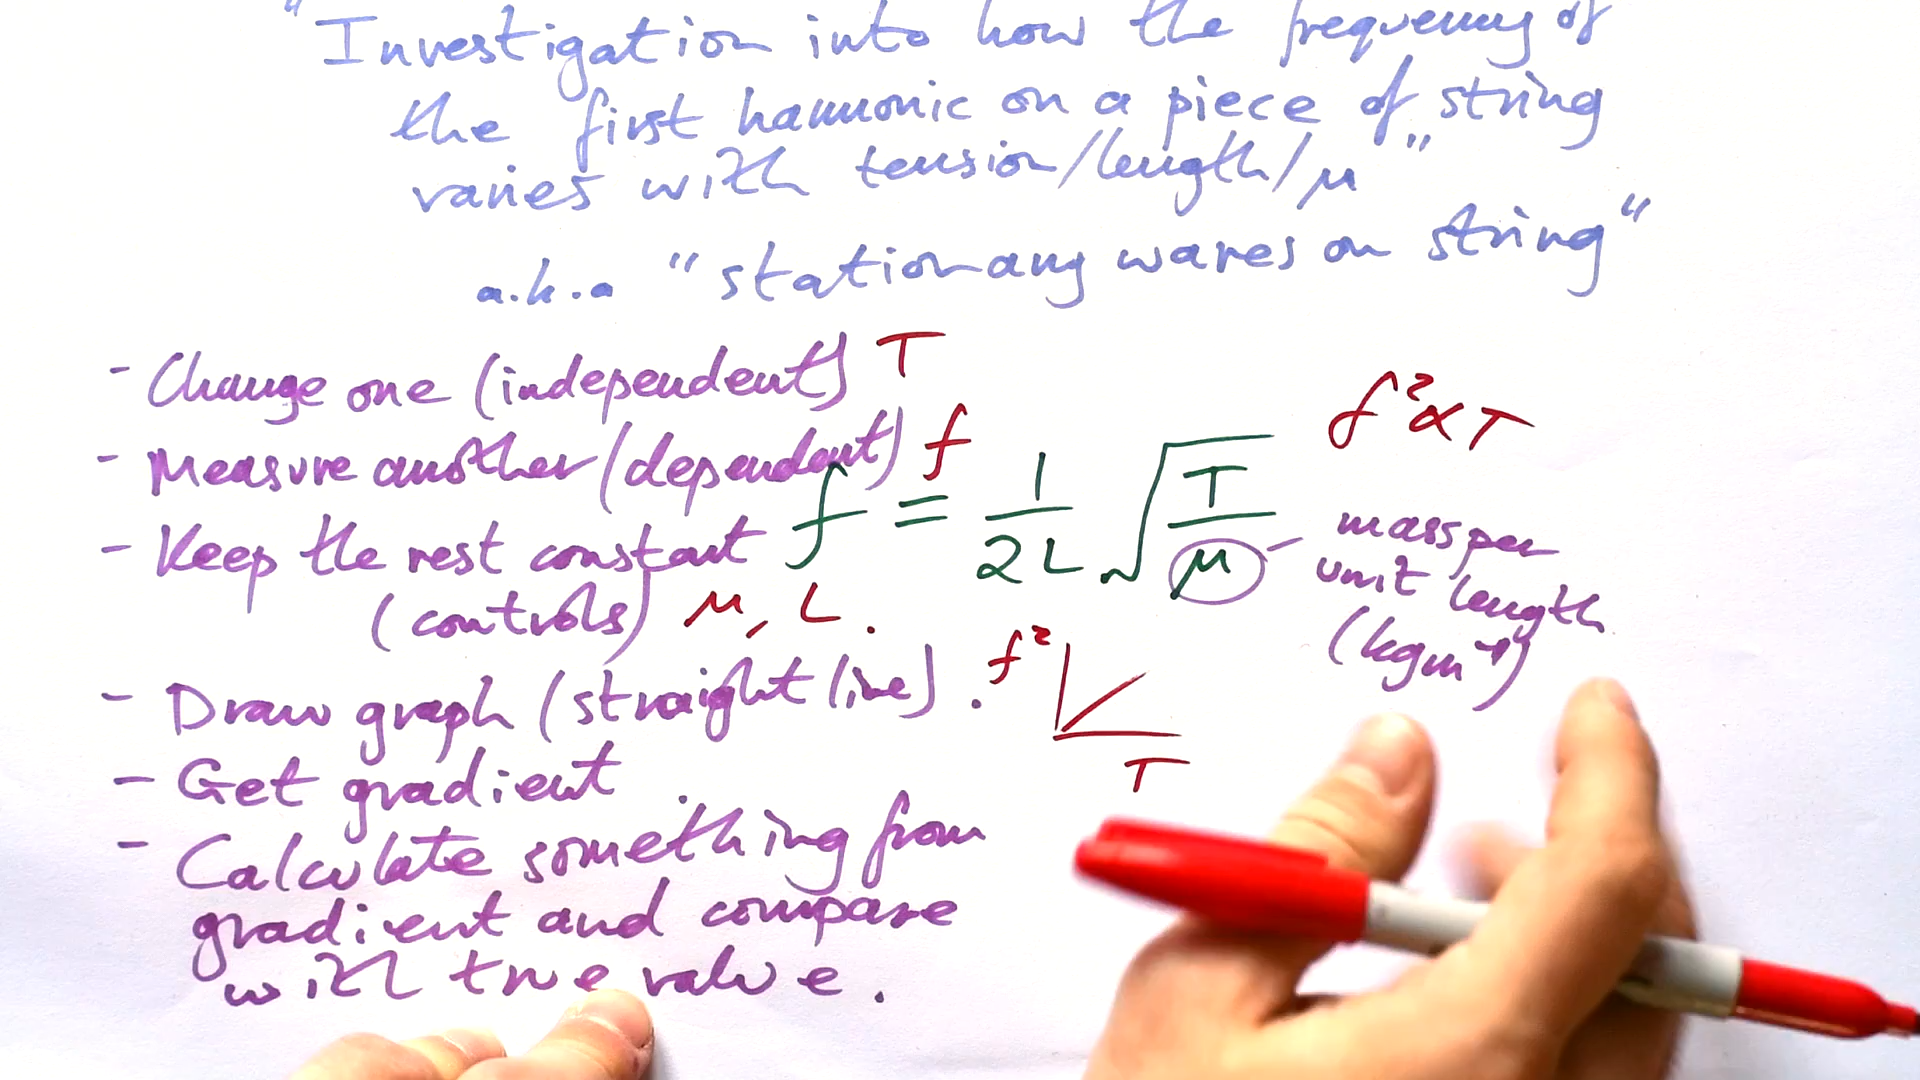 "Investigation into how the frequency of
the first harmonic on a piece of string
varies with tension/length/μ"
a.k.a "stationary waves on string"
- Change one (independent) T
- Measure another (dependent) f
- Keep the rest constant
(controls) μ, L.
f = 1/2L √T/μ
f² ∝ T
mass per
unit length
(kgm⁻¹)
- Draw graph (straight line). f²
T
- Get gradient
- Calculate something from
gradient and compare
with true value.